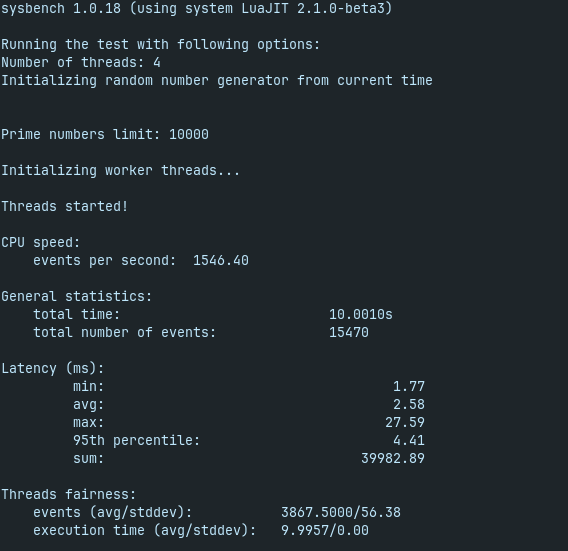 sysbench 1.0.18 (using system LuaJIT 2.1.0-beta3)
Running the test with following options:
Number of threads: 4
Initializing random number generator from current time
Prime numbers limit: 10000
Initializing worker threads...
Threads started!
CPU speed:
    events per second:  1546.40
General statistics:
    total time:                          10.0010s
    total number of events:              15470
Latency (ms):
         min:                                    1.77
         avg:                                    2.58
         max:                                   27.59
         95th percentile:                        4.41
         sum:                                39982.89
Threads fairness:
    events (avg/stddev):           3867.5000/56.38
    execution time (avg/stddev):   9.9957/0.00